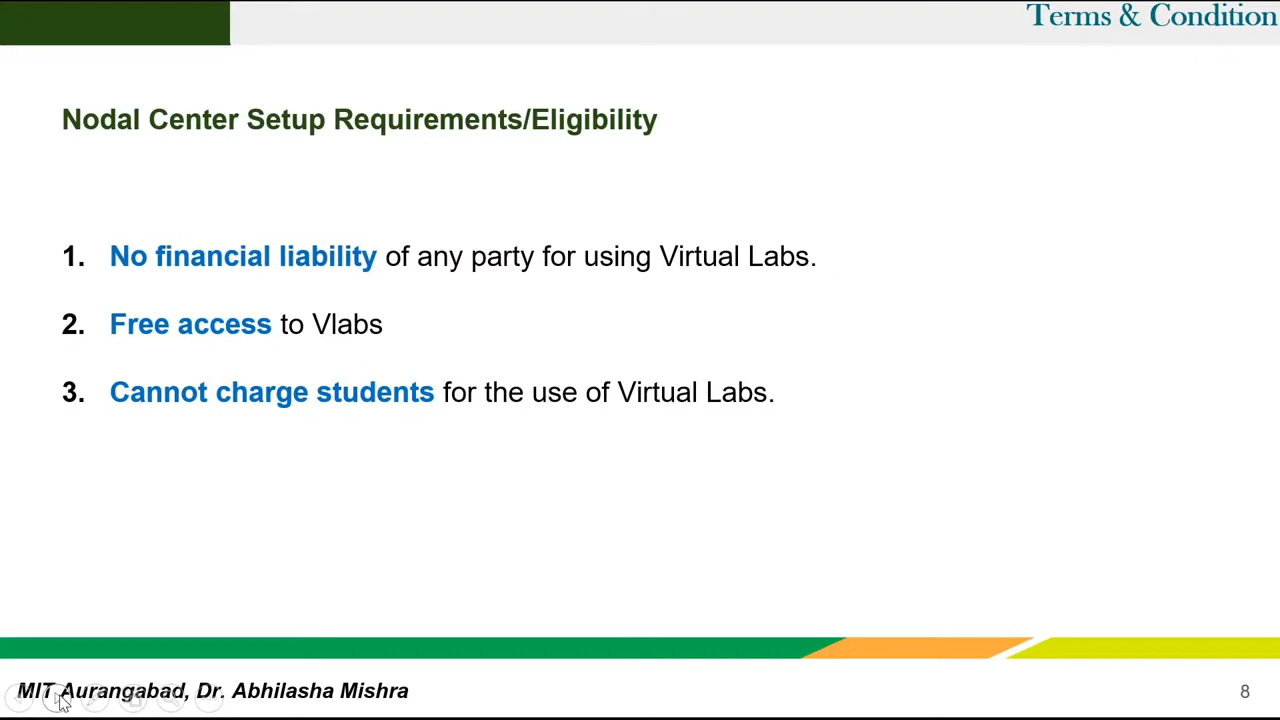 Terms & Condition
Nodal Center Setup Requirements/Eligibility
1. No financial liability of any party for using Virtual Labs.
2. Free access to Vlabs
3. Cannot charge students for the use of Virtual Labs.
MIT Aurangabad, Dr. Abhilasha Mishra
8